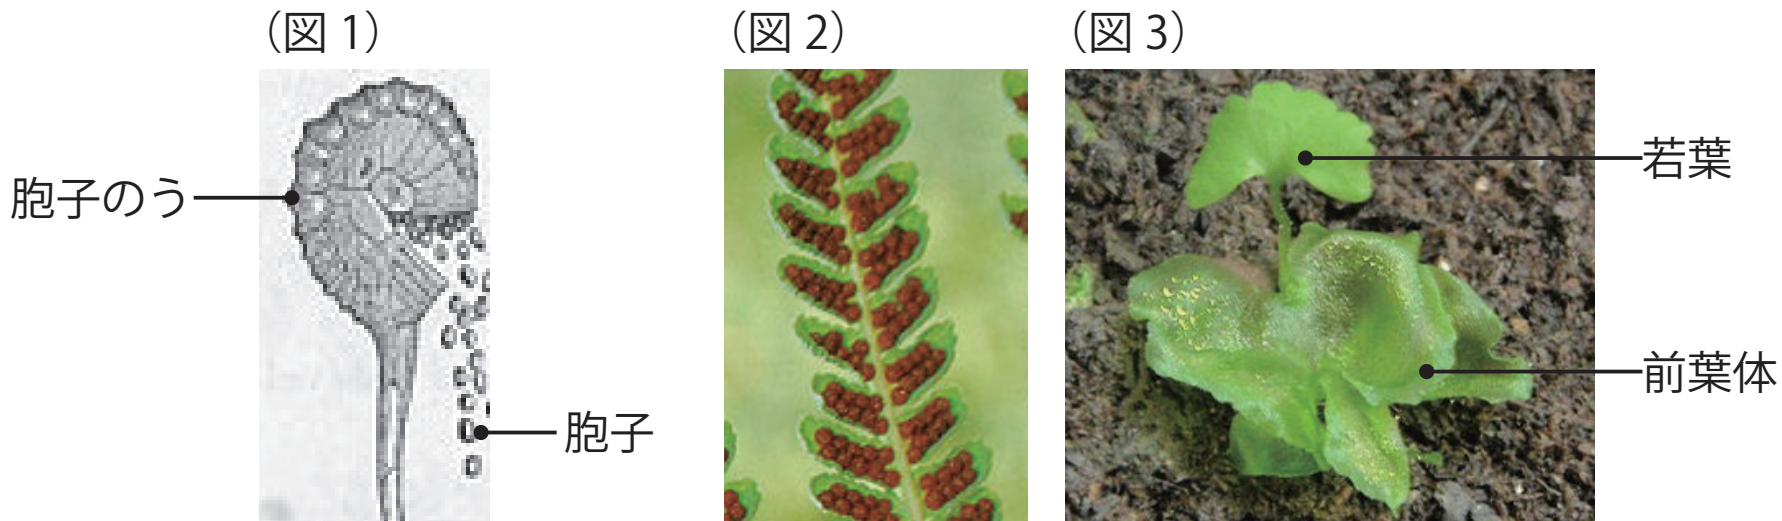 （図 1）
（図 2）
（図 3）
胞子のう
胞子
若葉
前葉体